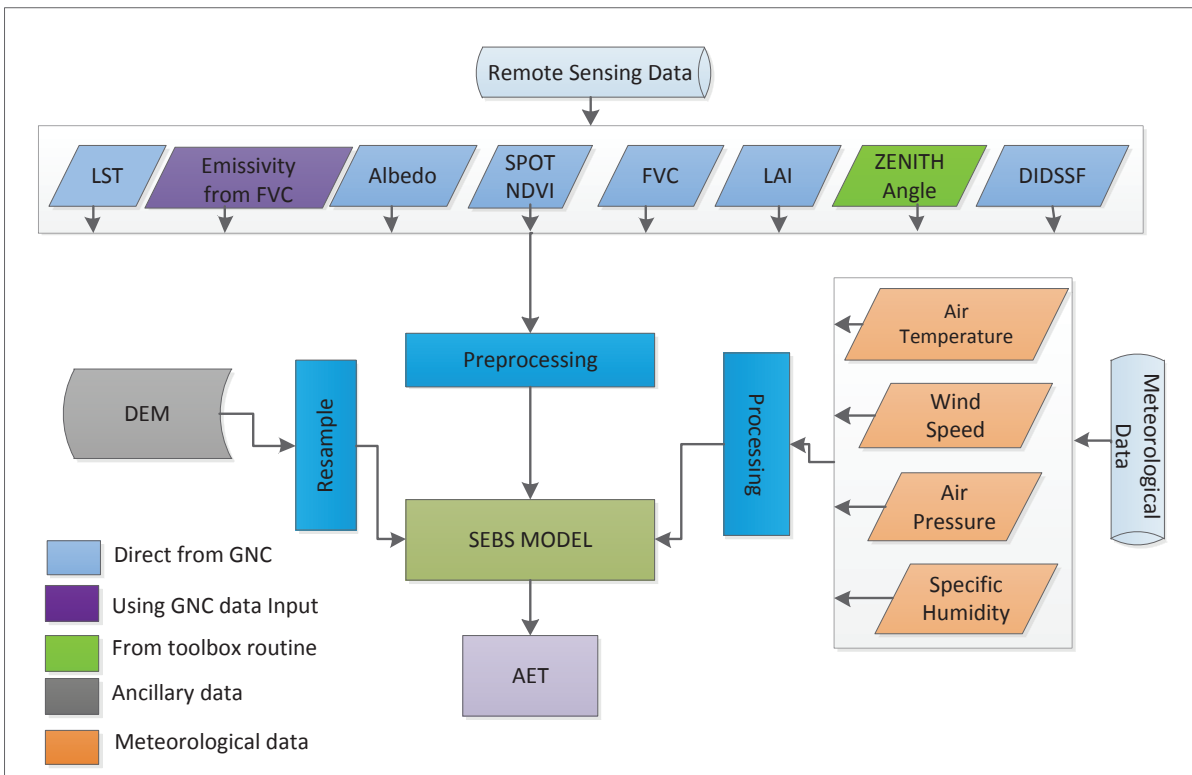 Remote Sensing Data
LST
Emissivity
from FVC
Albedo
SPOT
NDVI
FVC
LAI
ZENITH
Angle
DIDSSF
Preprocessing
DEM
Resample
Processing
Air
Temperature
Wind
Speed
Air
Pressure
Specific
Humidity
Meteorological
Data
SEBS MODEL
AET
Direct from GNC
Using GNC data Input
From toolbox routine
Ancillary data
Meteorological data